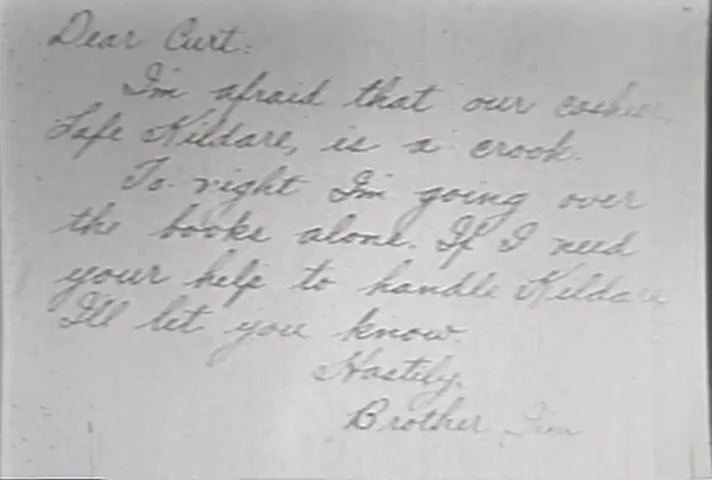 Dear Curt:
I'm afraid that our cashier,
Lafe Kildare, is a crook.
To-night I'm going over
the books alone. If I need
your help to handle Kildare
I'll let you know.
Hastily,
Brother Jim